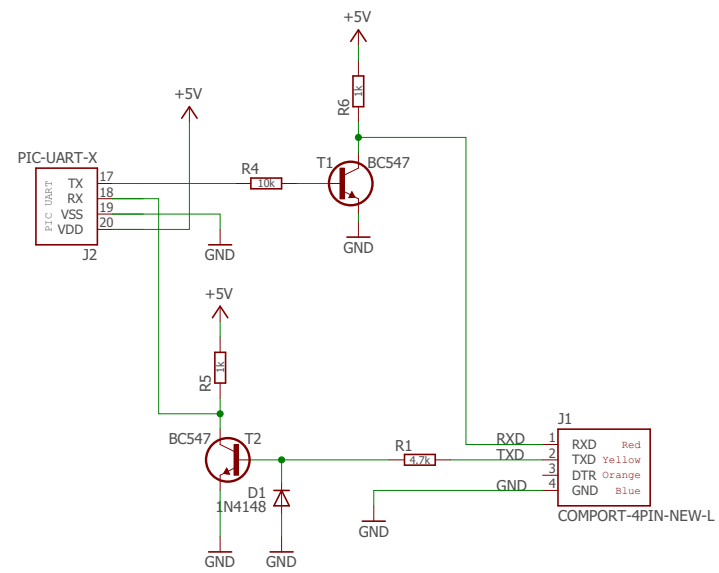 +5V
R6
1k
+5V
PIC-UART-X
T1
BC547
R4
10k
PIC UART
TX 17
RX 18
VSS 19
VDD 20
J2
GND
GND
+5V
R5
1k
BC547
T2
R1
4.7k
D1
1N4148
GND
GND
GND
J1
RXD 1 RXD Red
TXD 2 TXD Yellow
3 DTR Orange
GND 4 GND Blue
COMPORT-4PIN-NEW-L